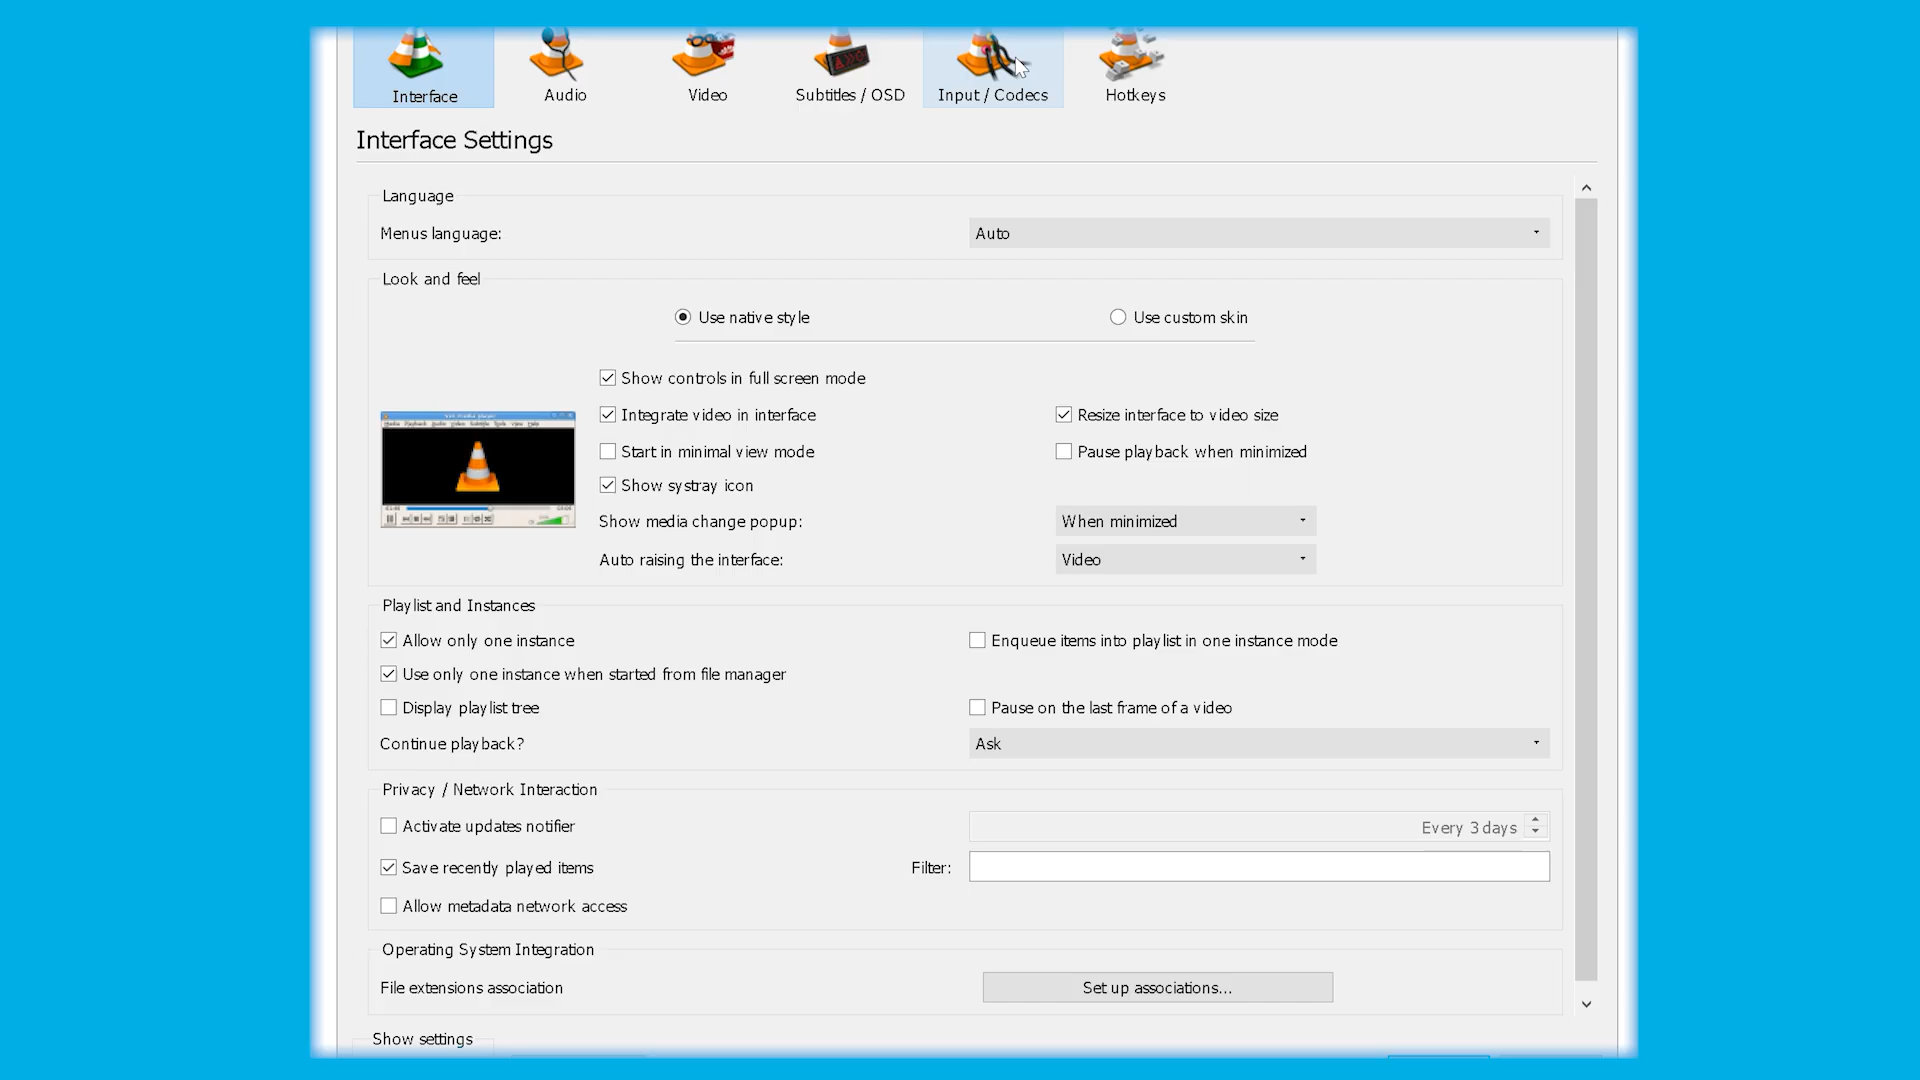 Interface
Audio
Video
Subtitles / OSD
Input / Codecs
Hotkeys
Interface Settings
Language
Menus language:
Auto
Look and feel
Use native style
Use custom skin
Show controls in full screen mode
Integrate video in interface
Resize interface to video size
Start in minimal view mode
Pause playback when minimized
Show systray icon
Show media change popup:
When minimized
Auto raising the interface:
Video
Playlist and Instances
Allow only one instance
Enqueue items into playlist in one instance mode
Use only one instance when started from file manager
Display playlist tree
Pause on the last frame of a video
Continue playback?
Ask
Privacy / Network Interaction
Activate updates notifier
Every 3 days
Save recently played items
Filter:
Allow metadata network access
Operating System Integration
File extensions association
Set up associations...
Show settings